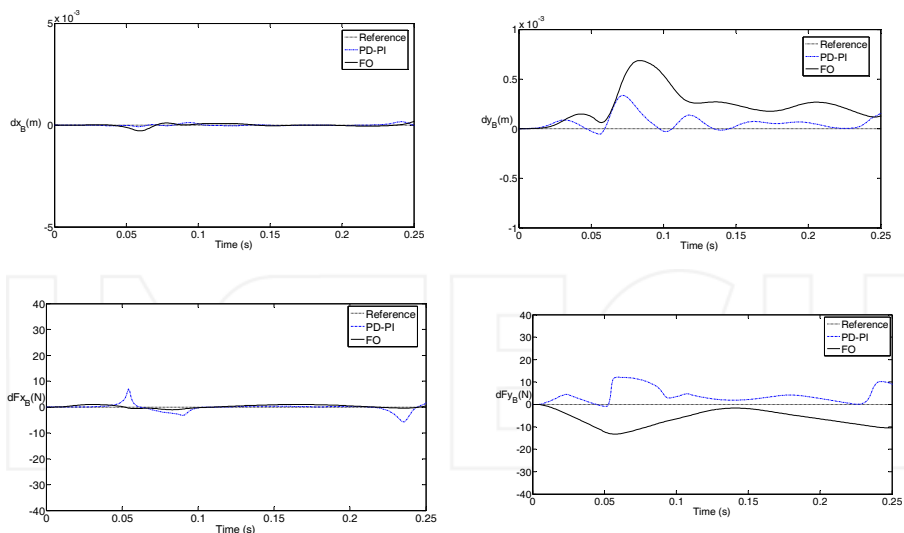 5 x 10⁻³
Reference
PD-PI
FO
dx_B(m)
0
-5
0 0.05 0.1 0.15 0.2 0.25
Time (s)
1 x 10⁻³
Reference
PD-PI
FO
0.5
dy_B(m)
0
-0.5
-1
0 0.05 0.1 0.15 0.2 0.25
Time (s)
40
30
20
10
0
-10
-20
-30
-40
dFx_B(N)
Reference
PD-PI
FO
0 0.05 0.1 0.15 0.2 0.25
Time (s)
40
30
20
10
0
-10
-20
-30
-40
dFy_B(N)
Reference
PD-PI
FO
0 0.05 0.1 0.15 0.2 0.25
Time (s)